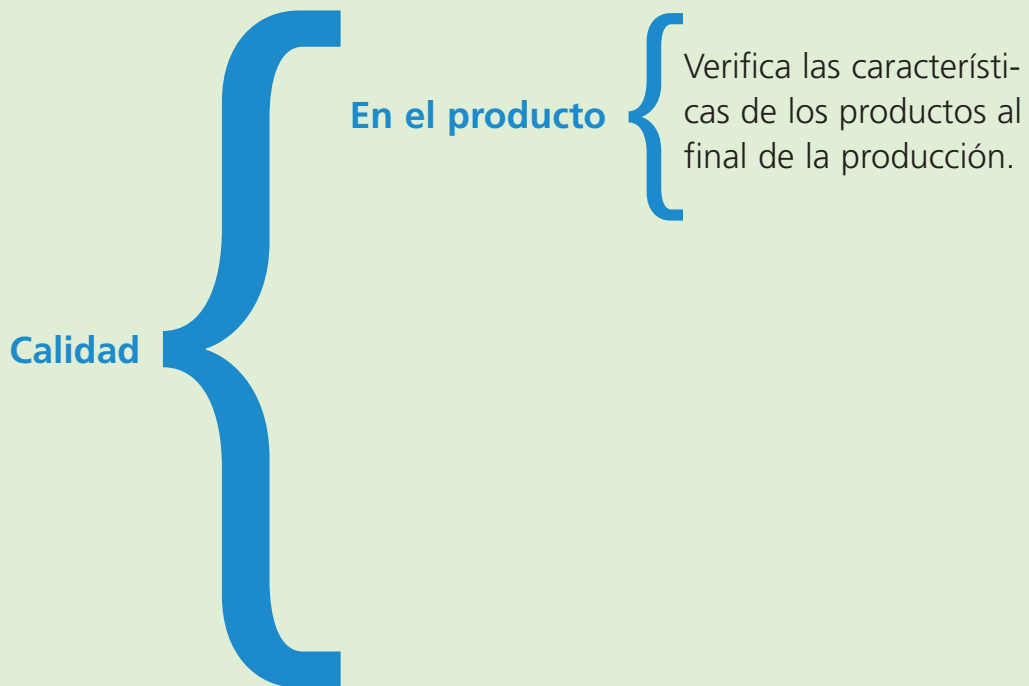 Calidad
En el producto
Verifica las característi-
cas de los productos al
final de la producción.